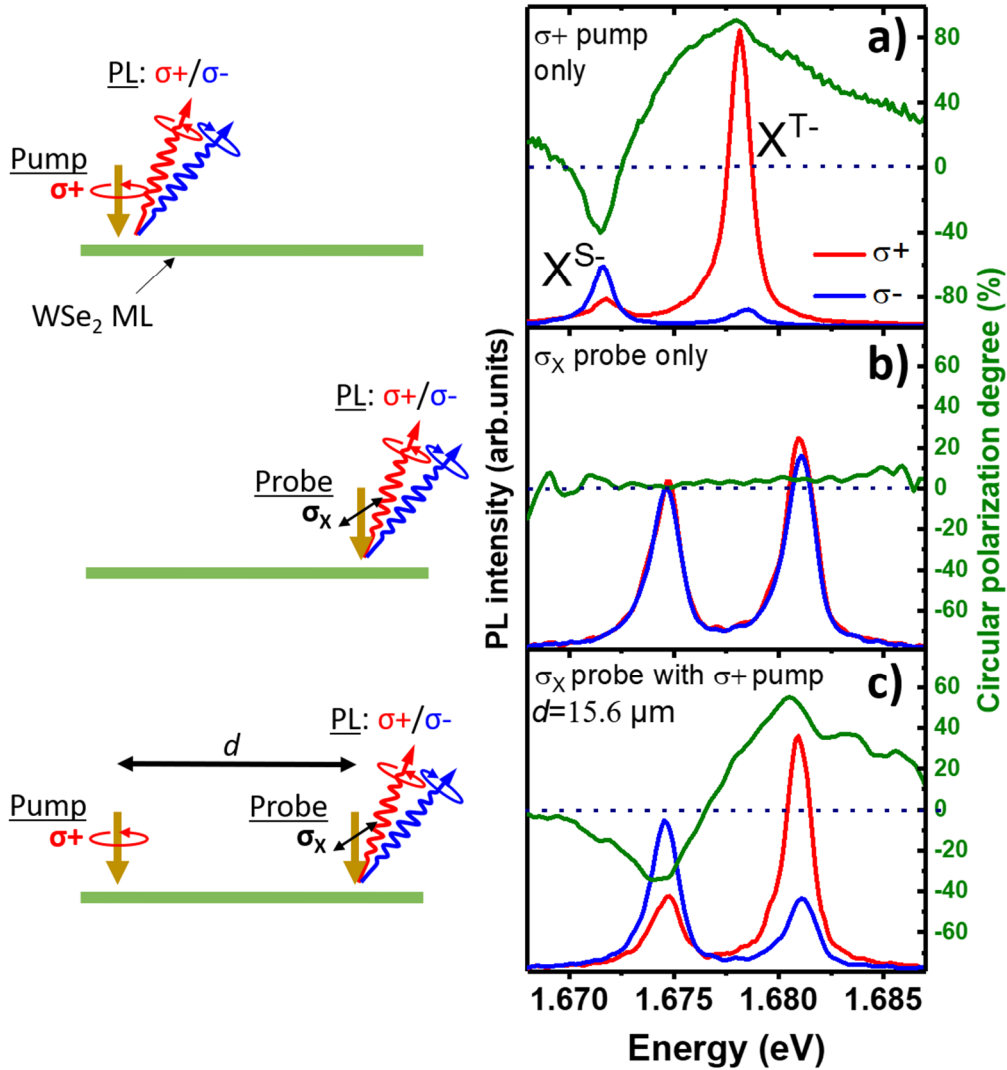 PL: σ+/σ-
Pump
σ+
WSe₂ ML
PL: σ+/σ-
Probe
σₓ
PL: σ+/σ-
d
Pump
σ+
Probe
σₓ
PL intensity (arb.units)
σ+ pump
only
a)
X^T-
X^S-
σ+
σ-
80
40
0
-40
-80
σₓ probe only
b)
60
40
20
0
-20
-40
-60
σₓ probe with σ+ pump
d=15.6 μm
c)
60
40
20
0
-20
-40
-60
Circular polarization degree (%)
1.670 1.675 1.680 1.685
Energy (eV)